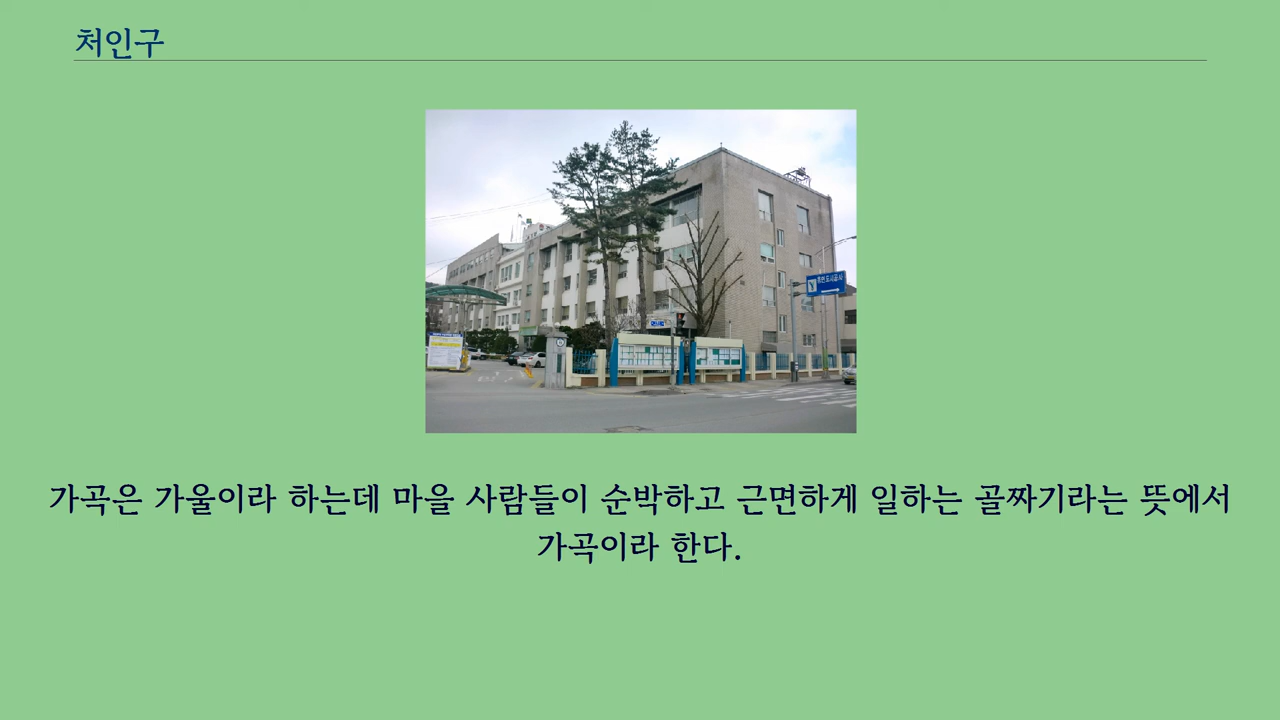 처인구
가곡은 가울이라 하는데 마을 사람들이 순박하고 근면하게 일하는 골짜기라는 뜻에서
가곡이라 한다.